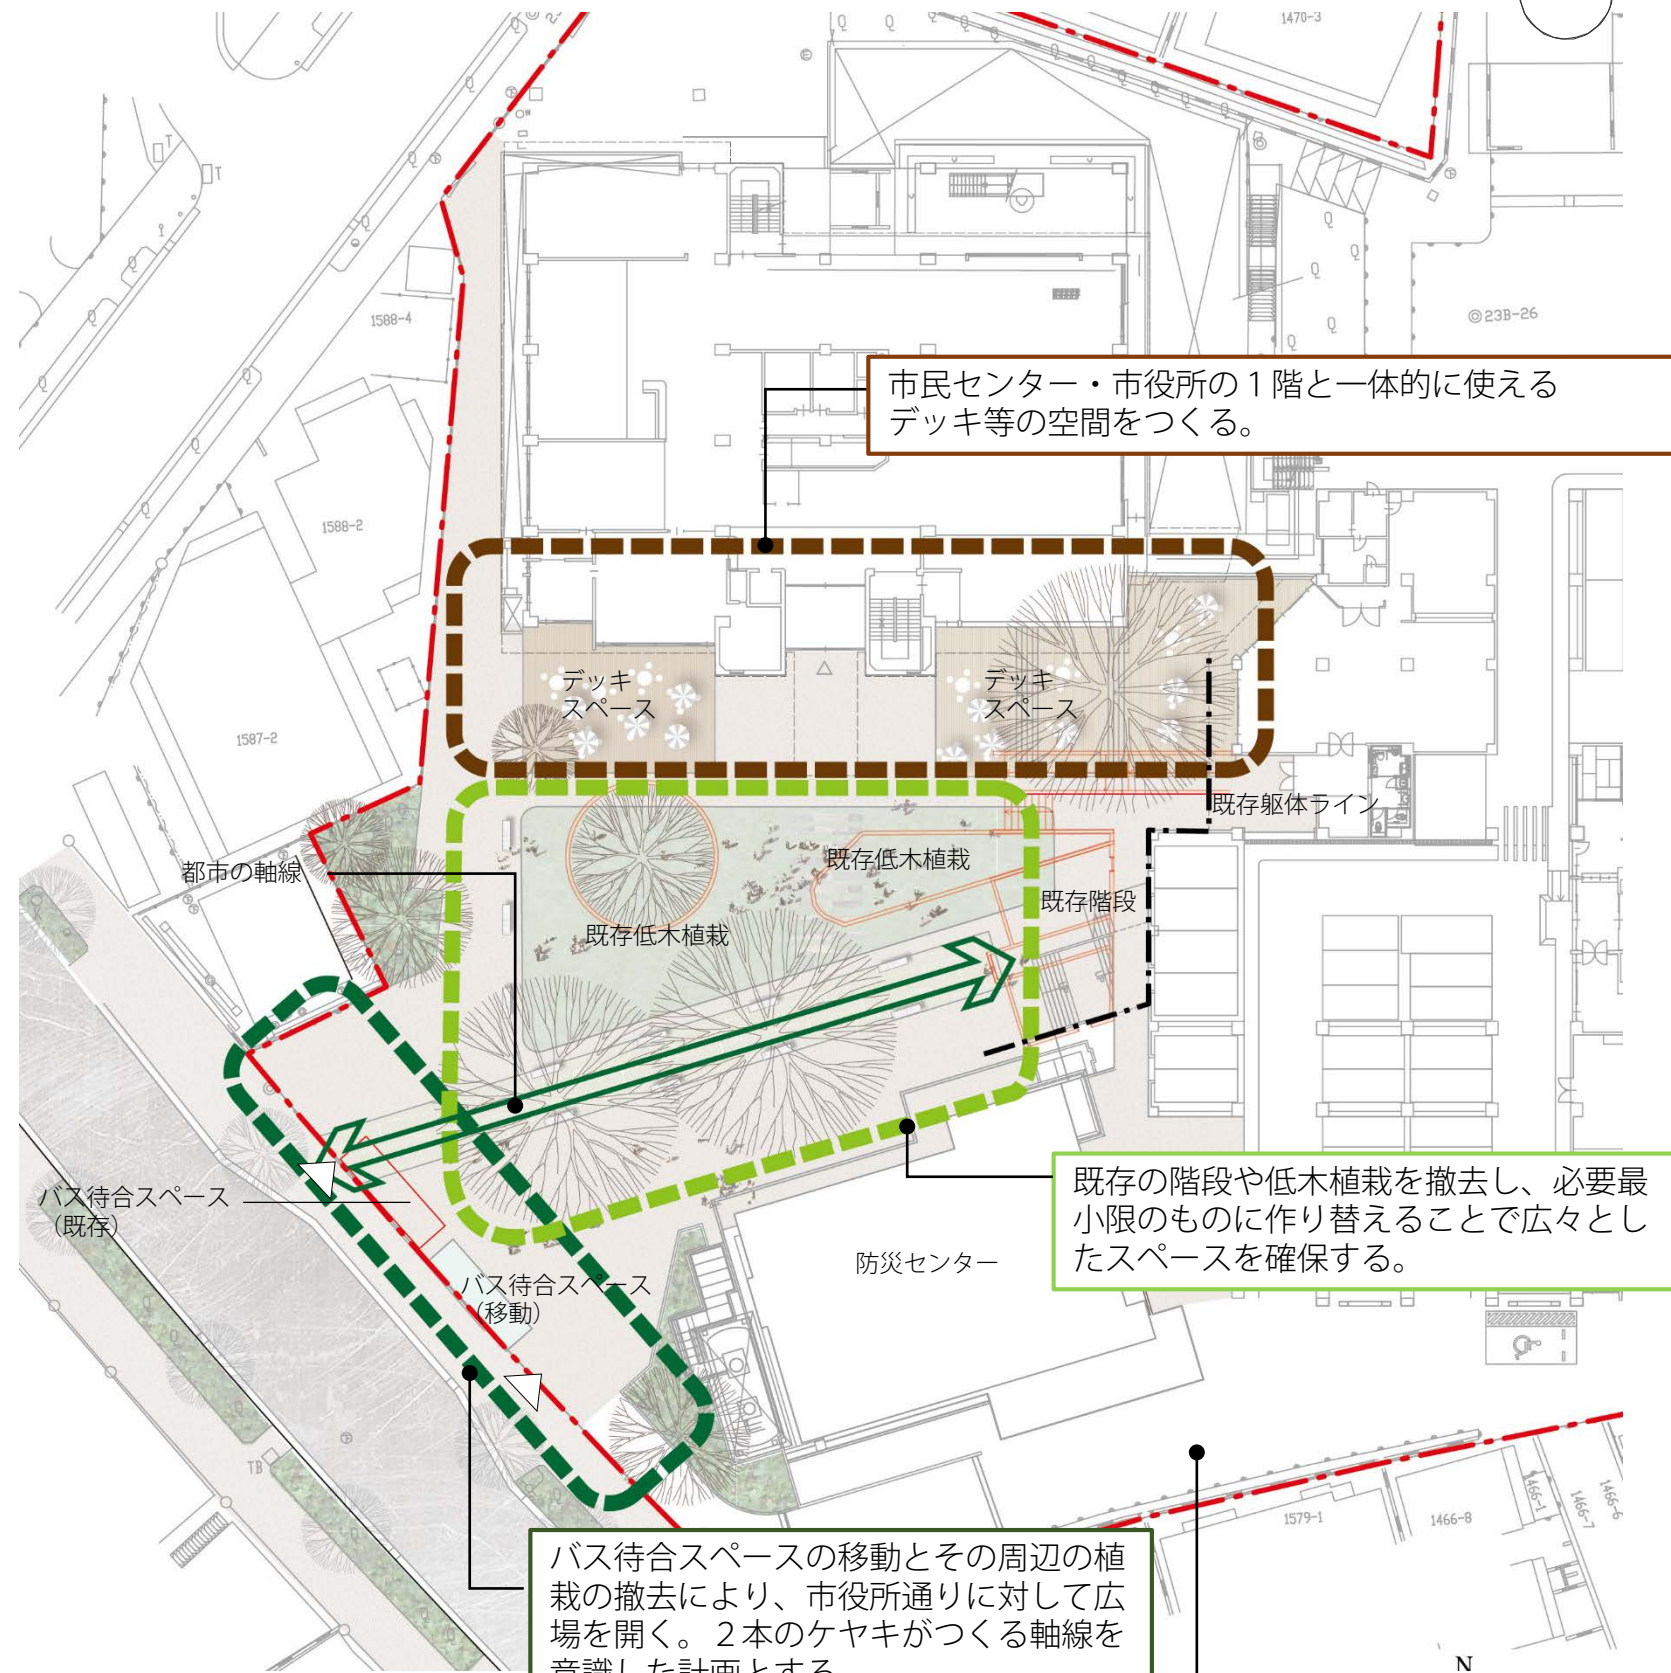 1470-3
1588-4
◎23B-26
市民センター・市役所の１階と一体的に使える
デッキ等の空間をつくる。
1588-2
デッキ
スペース
デッキ
スペース
1587-2
既存躯体ライン
都市の軸線
既存低木植栽
既存階段
既存低木植栽
バス待合スペース
（既存）
既存の階段や低木植栽を撤去し、必要最
小限のものに作り替えることで広々とし
たスペースを確保する。
防災センター
バス待合スペース
（移動）
TB
1579-1
1466-8
1466-1
1466-7
1466-6
バス待合スペースの移動とその周辺の植
栽の撤去により、市役所通りに対して広
場を開く。２本のケヤキがつくる軸線を
意識した計画とする
N